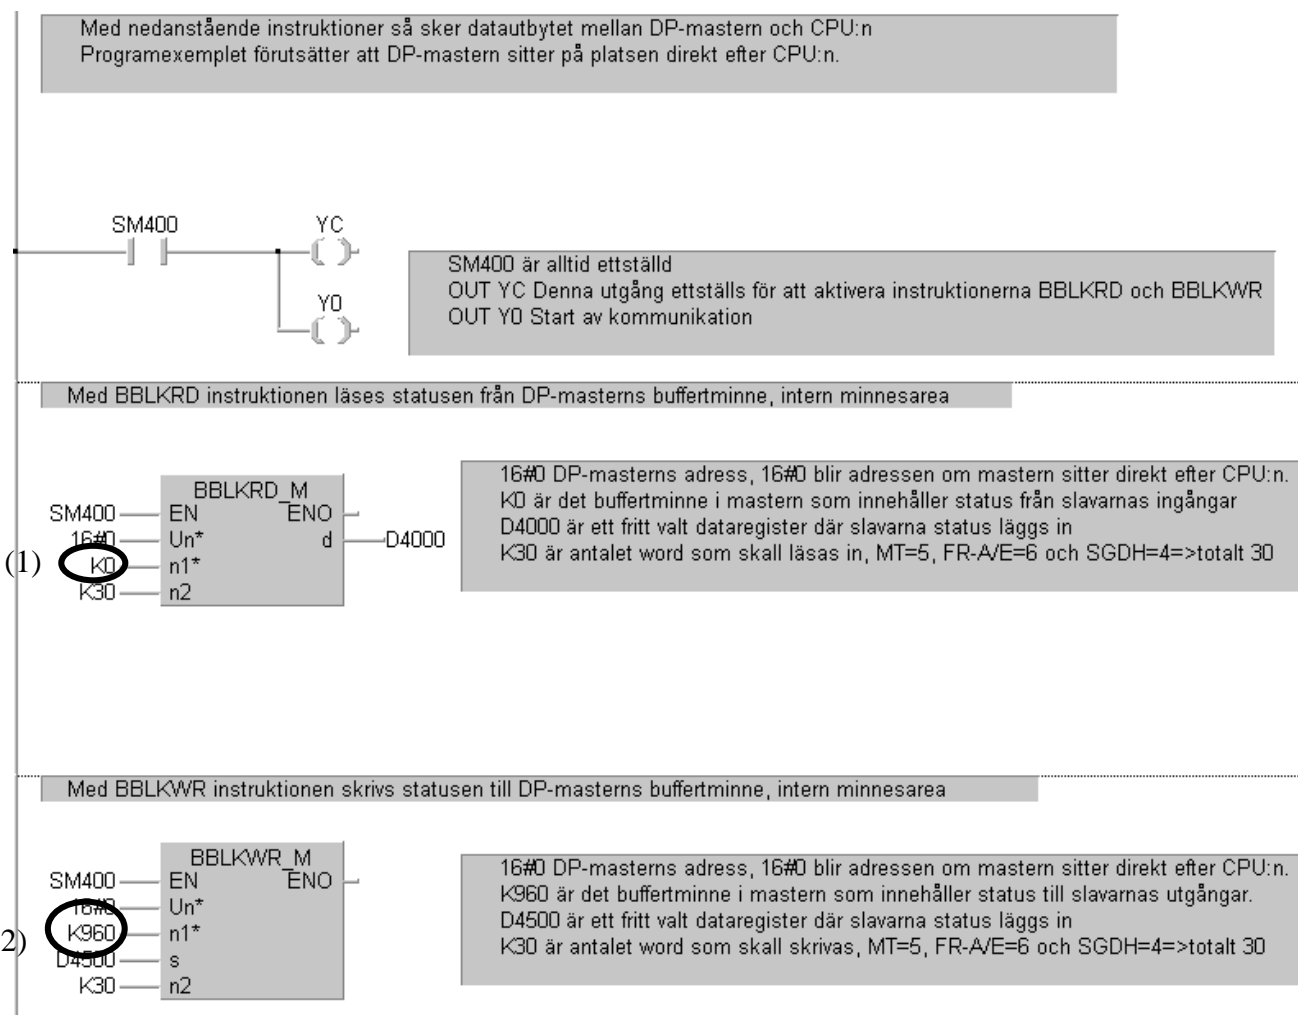 Med nedanstående instruktioner så sker datautbytet mellan DP-mastern och CPU:n
Programexemplet förutsätter att DP-mastern sitter på platsen direkt efter CPU:n.
SM400
YC
Y0
SM400 är alltid ettställd
OUT YC Denna utgång ettställs för att aktivera instruktionerna BBLKRD och BBLKWR
OUT Y0 Start av kommunikation
Med BBLKRD instruktionen läses statusen från DP-masterns buffertminne, intern minnesarea
BBLKRD_M
SM400 EN ENO
16#0 Un* d D4000
(1) K0 n1*
K30 n2
16#0 DP-masterns adress, 16#0 blir adressen om mastern sitter direkt efter CPU:n.
K0 är det buffertminne i mastern som innehåller status från slavarnas ingångar
D4000 är ett fritt valt dataregister där slavarna status läggs in
K30 är antalet word som skall läsas in, MT=5, FR-A/E=6 och SGDH=4=>totalt 30
Med BBLKWR instruktionen skrivs statusen till DP-masterns buffertminne, intern minnesarea
BBLKWR_M
SM400 EN ENO
16#0 Un*
2) K960 n1*
D4500 s
K30 n2
16#0 DP-masterns adress, 16#0 blir adressen om mastern sitter direkt efter CPU:n.
K960 är det buffertminne i mastern som innehåller status till slavarnas utgångar.
D4500 är ett fritt valt dataregister där slavarna status läggs in
K30 är antalet word som skall skrivas, MT=5, FR-A/E=6 och SGDH=4=>totalt 30